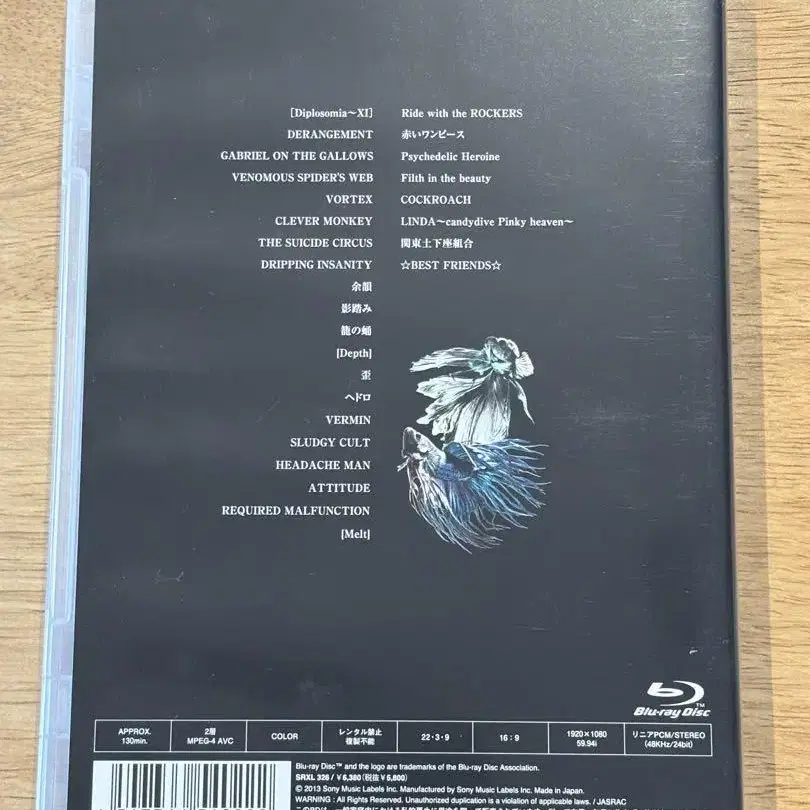 [Diplosomia〜XI]
DERANGEMENT
GABRIEL ON THE GALLOWS
VENOMOUS SPIDER'S WEB
VORTEX
CLEVER MONKEY
THE SUICIDE CIRCUS
DRIPPING INSANITY
余韻
影踏み
籠の蛹
[Depth]
歪
ヘドロ
VERMIN
SLUDGY CULT
HEADACHE MAN
ATTITUDE
REQUIRED MALFUNCTION
[Melt]
Ride with the ROCKERS
赤いワンピース
Psychedelic Heroine
Filth in the beauty
COCKROACH
LINDA〜candydive Pinky heaven〜
関東土下座組合
☆BEST FRIENDS☆
Blu-ray Disc™
APPROX.
130min.
2層
MPEG-4 AVC
COLOR
レンタル禁止
複製不能
22・3・9
16:9
1920×1080
59.94i
リニアPCM/STEREO
(48KHz/24bit)
Blu-ray Disc™ and the logo are trademarks of the Blu-ray Disc Association.
SRXL 326 / ¥6,380 (税抜 ¥5,800)
© 2013 Sony Music Labels Inc. Manufactured by Sony Music Labels Inc. Made in Japan.
WARNING : All Rights Reserved. Unauthorized duplication is a violation of applicable laws. / JASRAC